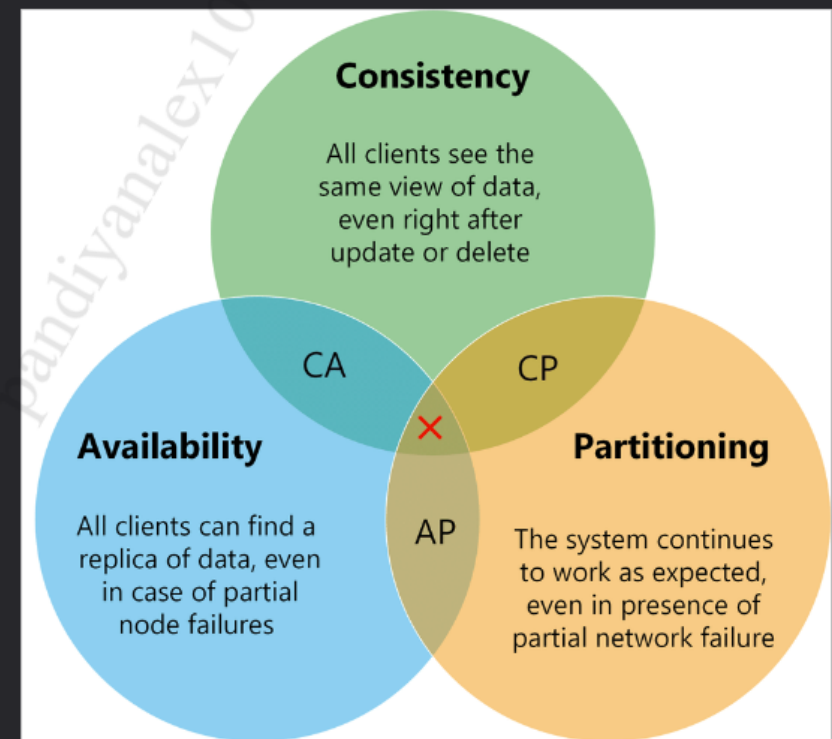 pandiyanalex10
Consistency
All clients see the
same view of data,
even right after
update or delete
CA
CP
Availability
All clients can find a
replica of data, even
in case of partial
node failures
AP
Partitioning
The system continues
to work as expected,
even in presence of
partial network failure